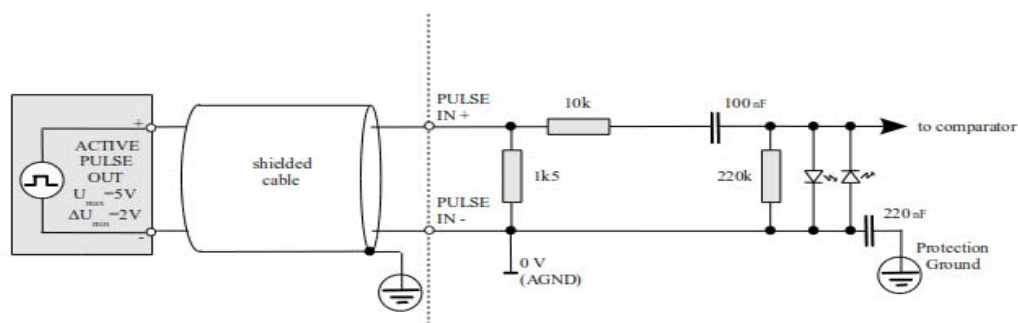 PULSE
IN +
10k
100 nF
to comparator
+
ACTIVE
PULSE
OUT
U max =5V
ΔU min =2V
-
shielded
cable
1k5
220k
PULSE
IN -
220 nF
0 V
(AGND)
Protection
Ground